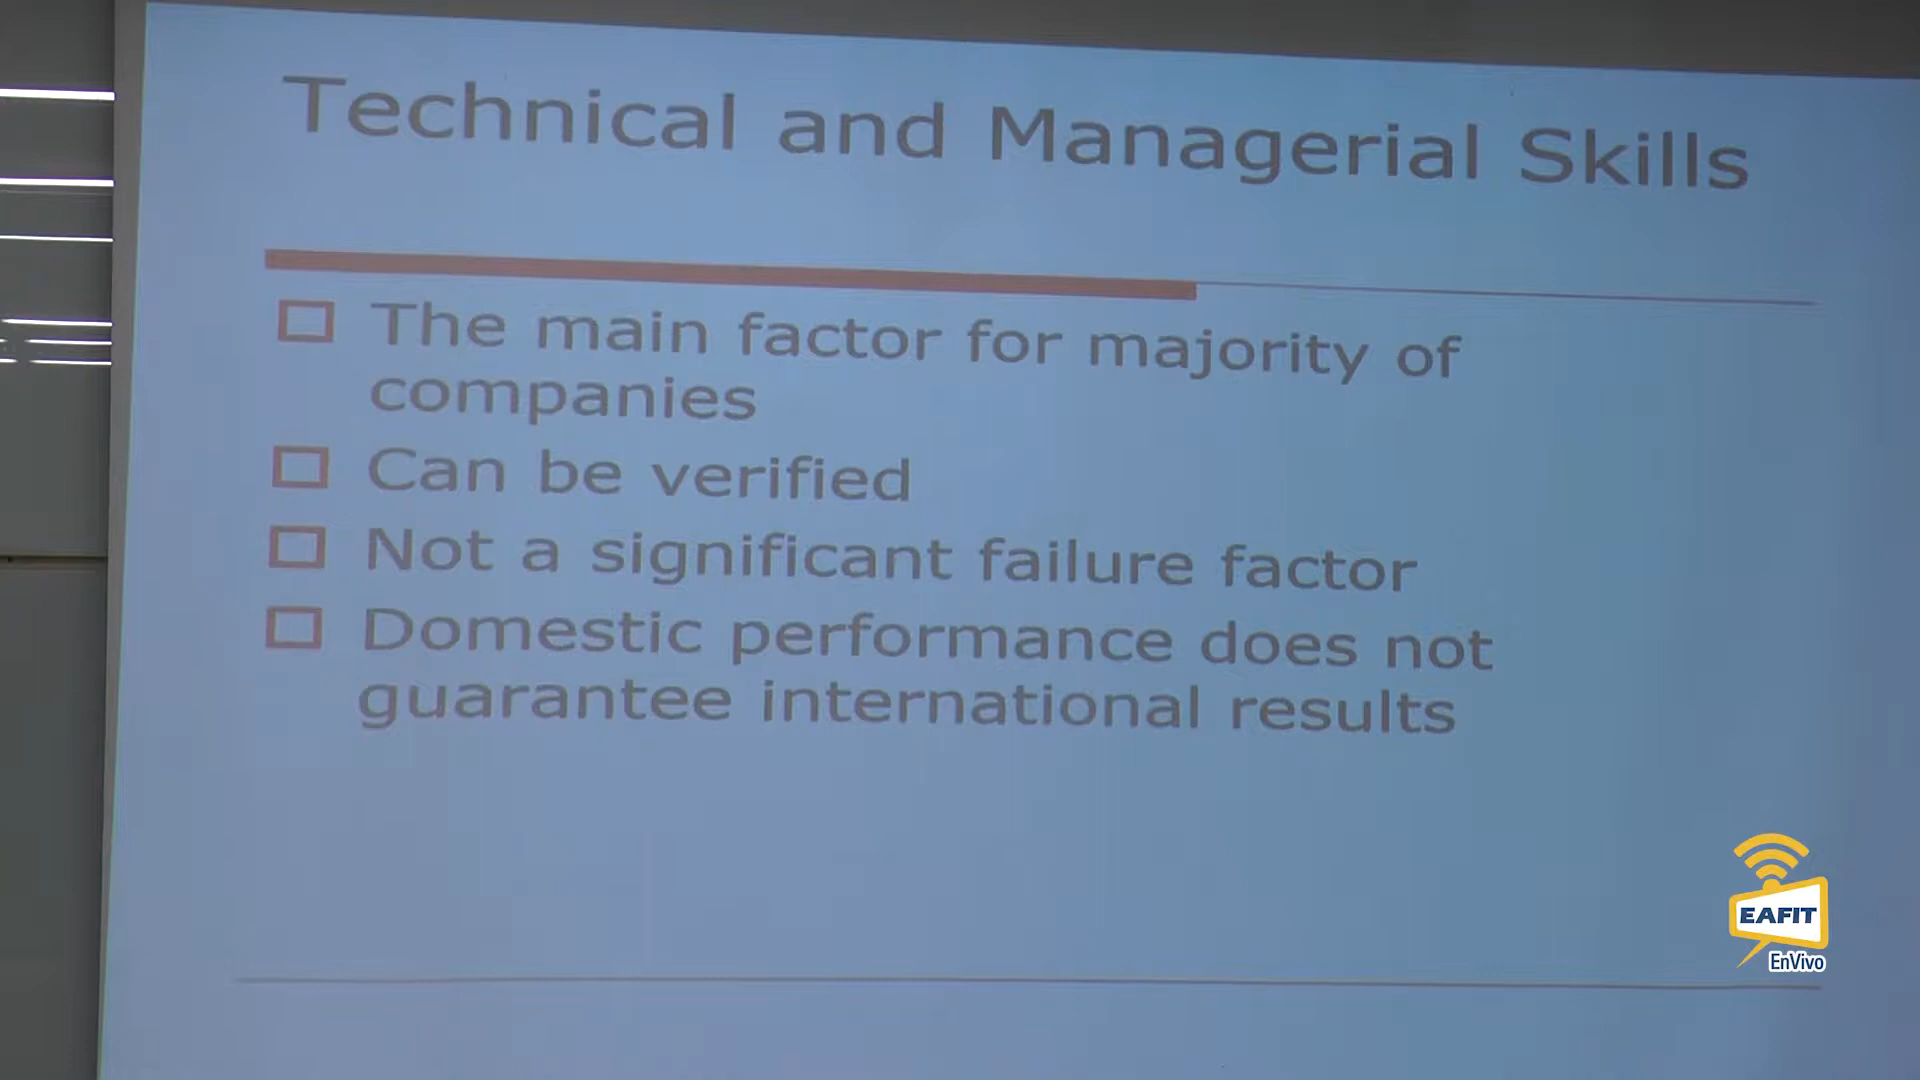 Technical and Managerial Skills
The main factor for majority of
companies
Can be verified
Not a significant failure factor
Domestic performance does not
guarantee international results
EAFIT
EnVivo